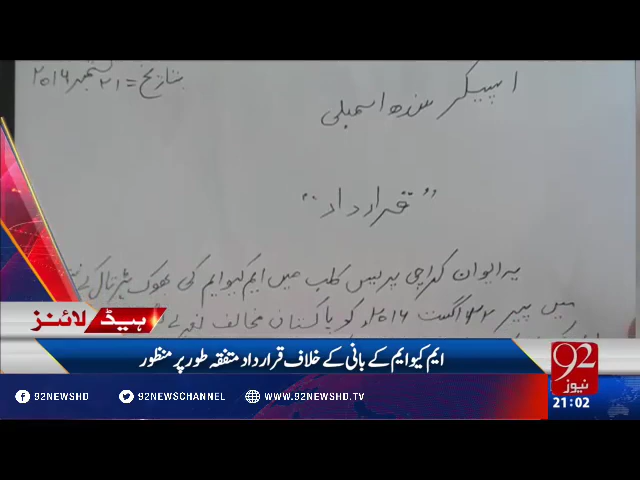 اسپیکر سندھ اسمبلی
بتاریخ = ۲۱ ستمبر ۲۰۱۶
"قرارداد"
یہ ایوان کراچی پریس کلب میں ایم کیو ایم کی بھوک ہڑتال کے
میں پیر ۲۲ اگست ۲۰۱۶ کو پاکستان مخالف
ہیڈ لائنز
ایم کیو ایم کے بانی کے خلاف قرارداد متفقہ طور پر منظور
92
نیوز
92NEWSHD
92NEWSCHANNEL
WWW.92NEWSHD.TV
21:02